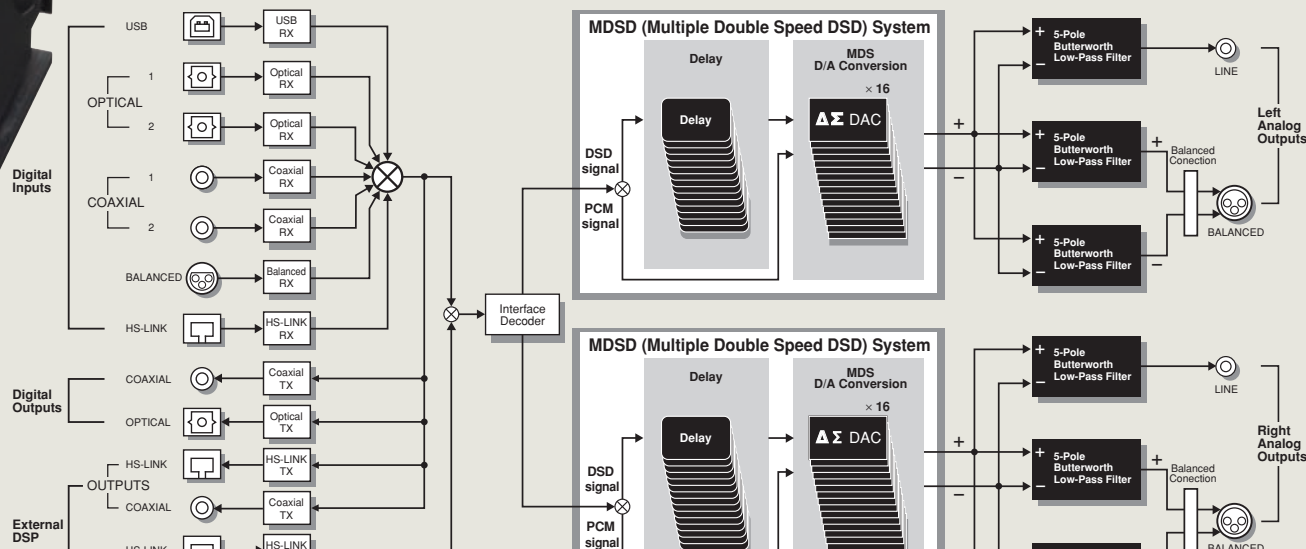 USB
USB
RX
1
Optical
RX
OPTICAL
2
Optical
RX
Digital
Inputs
1
Coaxial
RX
COAXIAL
2
Coaxial
RX
BALANCED
Balanced
RX
HS-LINK
HS-LINK
RX
Digital
Outputs
COAXIAL
Coaxial
TX
OPTICAL
Optical
TX
HS-LINK
HS-LINK
TX
OUTPUTS
COAXIAL
Coaxial
TX
External
DSP
HS-LINK
HS-LINK
Interface
Decoder
MDSD (Multiple Double Speed DSD) System
Delay
MDS
D/A Conversion
× 16
Delay
ΔΣ DAC
DSD
signal
PCM
signal
+
−
+
−
5-Pole
Butterworth
Low-Pass Filter
LINE
+
−
5-Pole
Butterworth
Low-Pass Filter
+
Balanced
Conection
Left
Analog
Outputs
BALANCED
+
−
5-Pole
Butterworth
Low-Pass Filter
−
MDSD (Multiple Double Speed DSD) System
Delay
MDS
D/A Conversion
× 16
Delay
ΔΣ DAC
DSD
signal
PCM
signal
+
−
+
−
5-Pole
Butterworth
Low-Pass Filter
LINE
+
−
5-Pole
Butterworth
Low-Pass Filter
+
Balanced
Conection
Right
Analog
Outputs
BALANCED